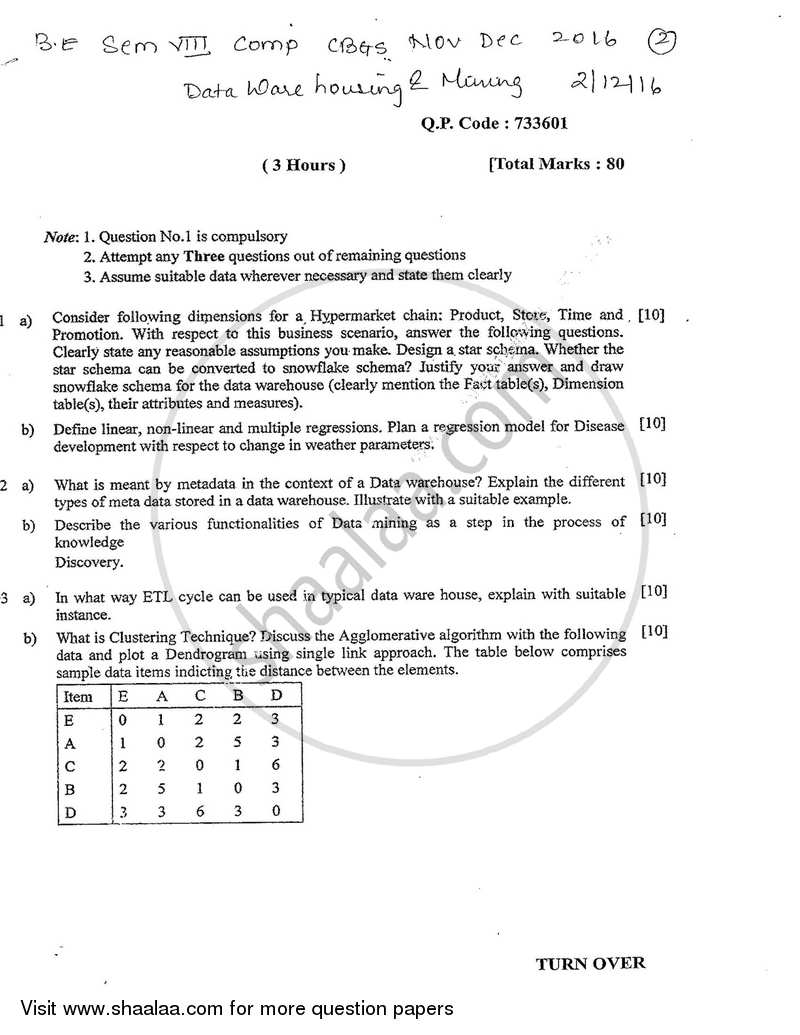 B.E Sem VIII Comp CBGS Nov Dec 2016 (2)
Data Ware housing & Mining 2/12/16
Q.P. Code : 733601
( 3 Hours ) [Total Marks : 80
Note: 1. Question No.1 is compulsory
2. Attempt any Three questions out of remaining questions
3. Assume suitable data wherever necessary and state them clearly
1 a) Consider following dimensions for a Hypermarket chain: Product, Store, Time and [10]
Promotion. With respect to this business scenario, answer the following questions.
Clearly state any reasonable assumptions you make. Design a star schema. Whether the
star schema can be converted to snowflake schema? Justify your answer and draw
snowflake schema for the data warehouse (clearly mention the Fact table(s), Dimension
table(s), their attributes and measures).
b) Define linear, non-linear and multiple regressions. Plan a regression model for Disease [10]
development with respect to change in weather parameters.
2 a) What is meant by metadata in the context of a Data warehouse? Explain the different [10]
types of meta data stored in a data warehouse. Illustrate with a suitable example.
b) Describe the various functionalities of Data mining as a step in the process of [10]
knowledge
Discovery.
3 a) In what way ETL cycle can be used in typical data ware house, explain with suitable [10]
instance.
b) What is Clustering Technique? Discuss the Agglomerative algorithm with the following [10]
data and plot a Dendrogram using single link approach. The table below comprises
sample data items indicting the distance between the elements.
Item E A C B D
E 0 1 2 2 3
A 1 0 2 5 3
C 2 2 0 1 6
B 2 5 1 0 3
D 3 3 6 3 0
shaalaa.com
TURN OVER
Visit www.shaalaa.com for more question papers